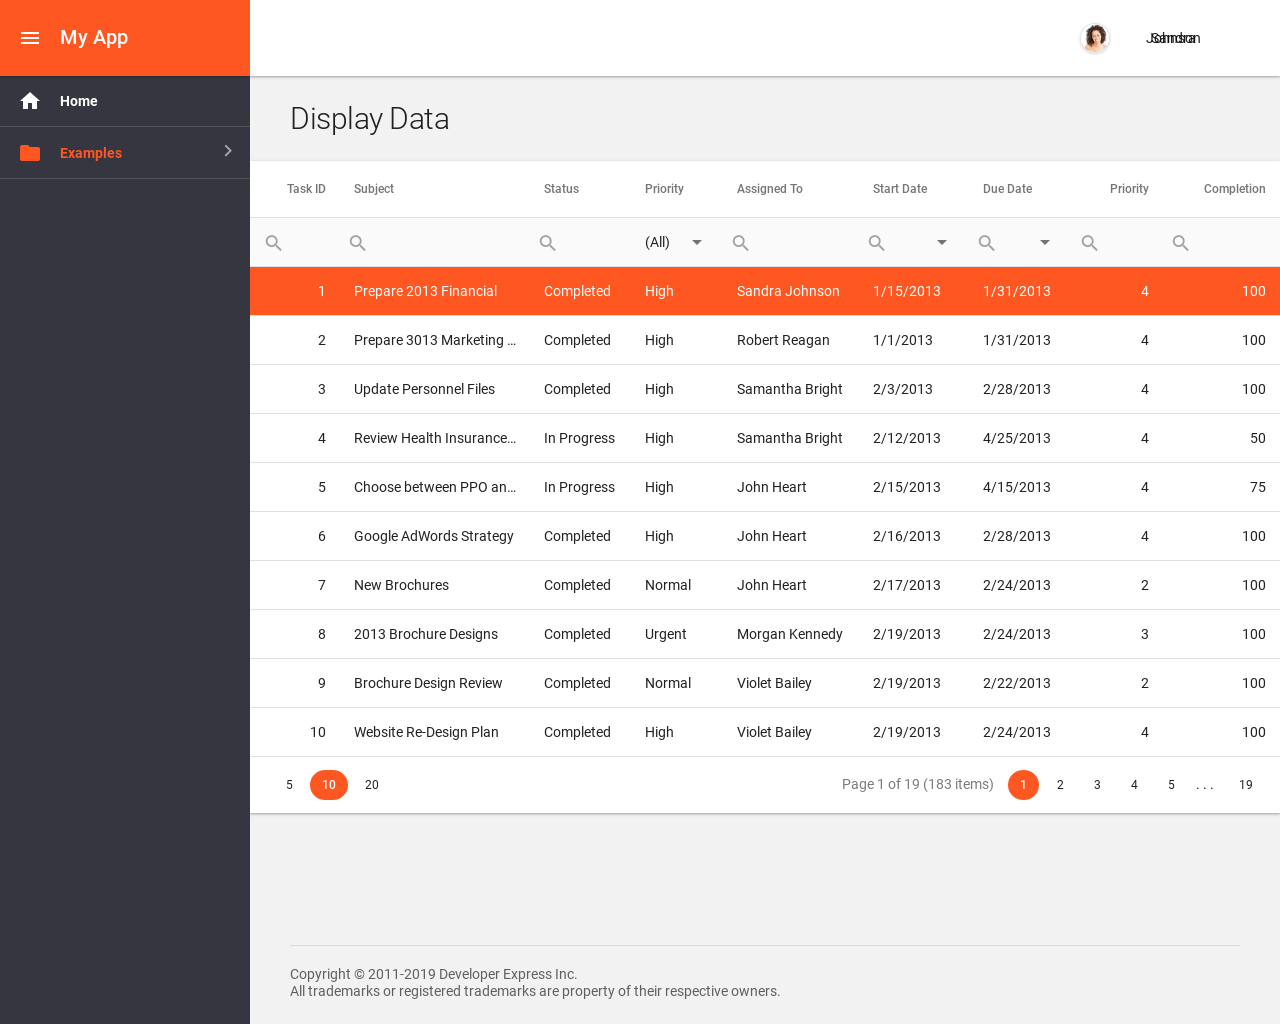 My App
Sandra Johnson
Home
Examples
Display Data
Task ID Subject Status Priority Assigned To Start Date Due Date Priority Completion
(All)
1 Prepare 2013 Financial Completed High Sandra Johnson 1/15/2013 1/31/2013 4 100
2 Prepare 3013 Marketing ... Completed High Robert Reagan 1/1/2013 1/31/2013 4 100
3 Update Personnel Files Completed High Samantha Bright 2/3/2013 2/28/2013 4 100
4 Review Health Insurance... In Progress High Samantha Bright 2/12/2013 4/25/2013 4 50
5 Choose between PPO an... In Progress High John Heart 2/15/2013 4/15/2013 4 75
6 Google AdWords Strategy Completed High John Heart 2/16/2013 2/28/2013 4 100
7 New Brochures Completed Normal John Heart 2/17/2013 2/24/2013 2 100
8 2013 Brochure Designs Completed Urgent Morgan Kennedy 2/19/2013 2/24/2013 3 100
9 Brochure Design Review Completed Normal Violet Bailey 2/19/2013 2/22/2013 2 100
10 Website Re-Design Plan Completed High Violet Bailey 2/19/2013 2/24/2013 4 100
5 10 20 Page 1 of 19 (183 items) 1 2 3 4 5 ... 19
Copyright © 2011-2019 Developer Express Inc.
All trademarks or registered trademarks are property of their respective owners.